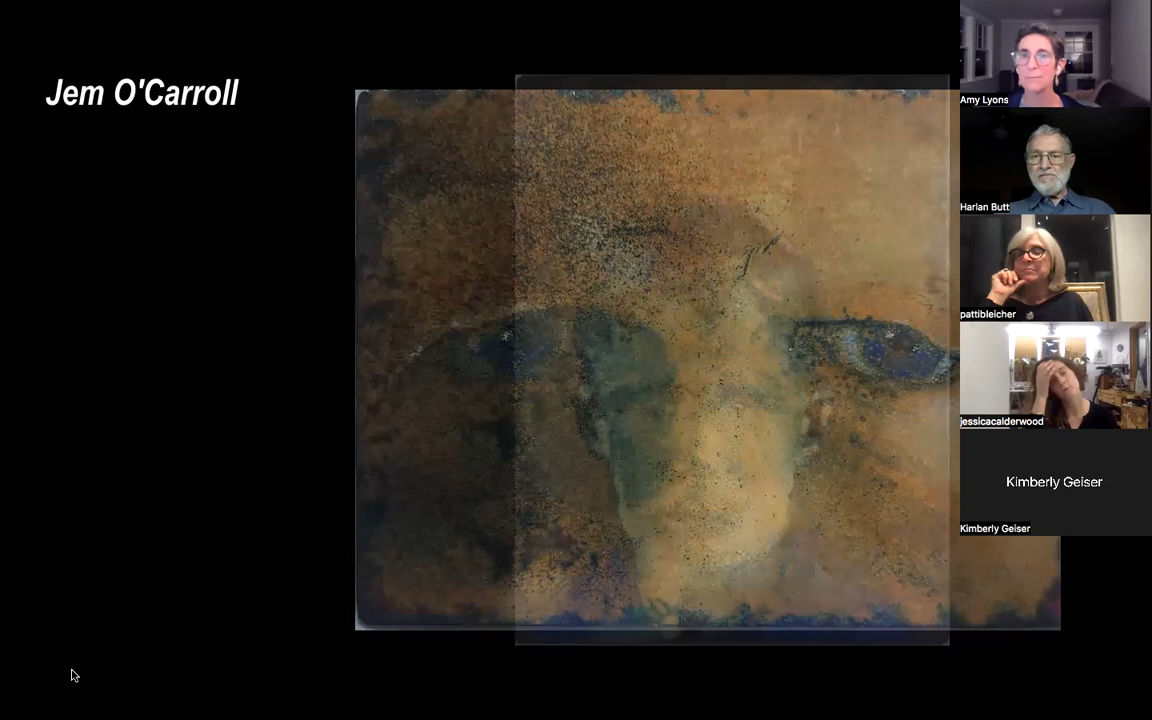 Jem O'Carroll
Amy Lyons
Harlan Butt
pattibleicher
jessicacalderwood
Kimberly Geiser
Kimberly Geiser